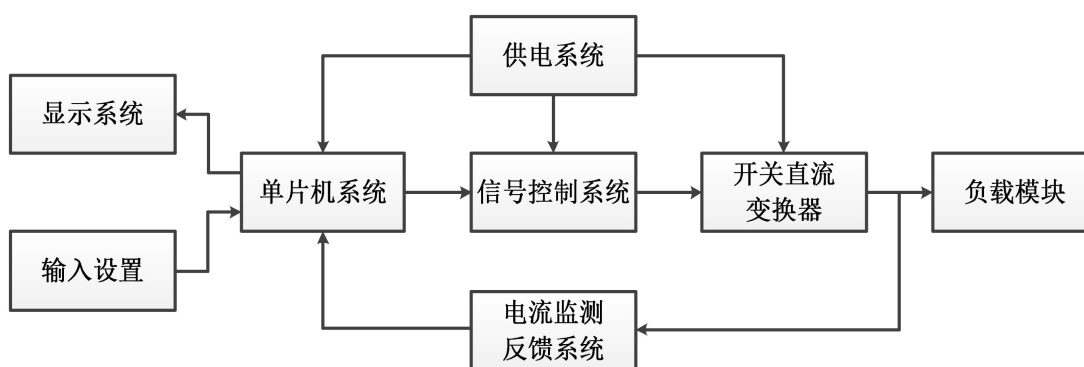 供电系统
显示系统
单片机系统
信号控制系统
开关直流
变换器
负载模块
输入设置
电流监测
反馈系统